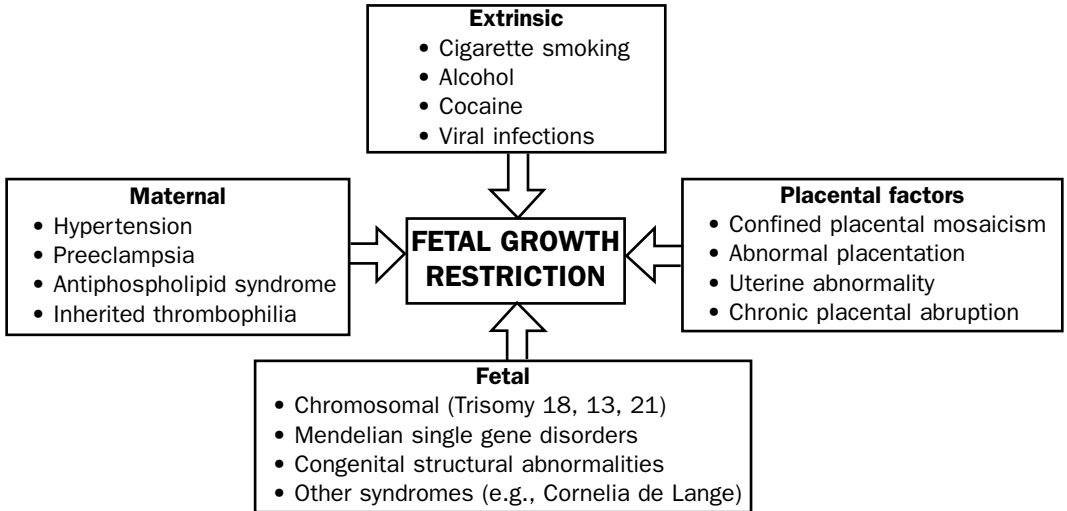 Extrinsic
• Cigarette smoking
• Alcohol
• Cocaine
• Viral infections
Maternal
• Hypertension
• Preeclampsia
• Antiphospholipid syndrome
• Inherited thrombophilia
FETAL GROWTH
RESTRICTION
Placental factors
• Confined placental mosaicism
• Abnormal placentation
• Uterine abnormality
• Chronic placental abruption
Fetal
• Chromosomal (Trisomy 18, 13, 21)
• Mendelian single gene disorders
• Congenital structural abnormalities
• Other syndromes (e.g., Cornelia de Lange)